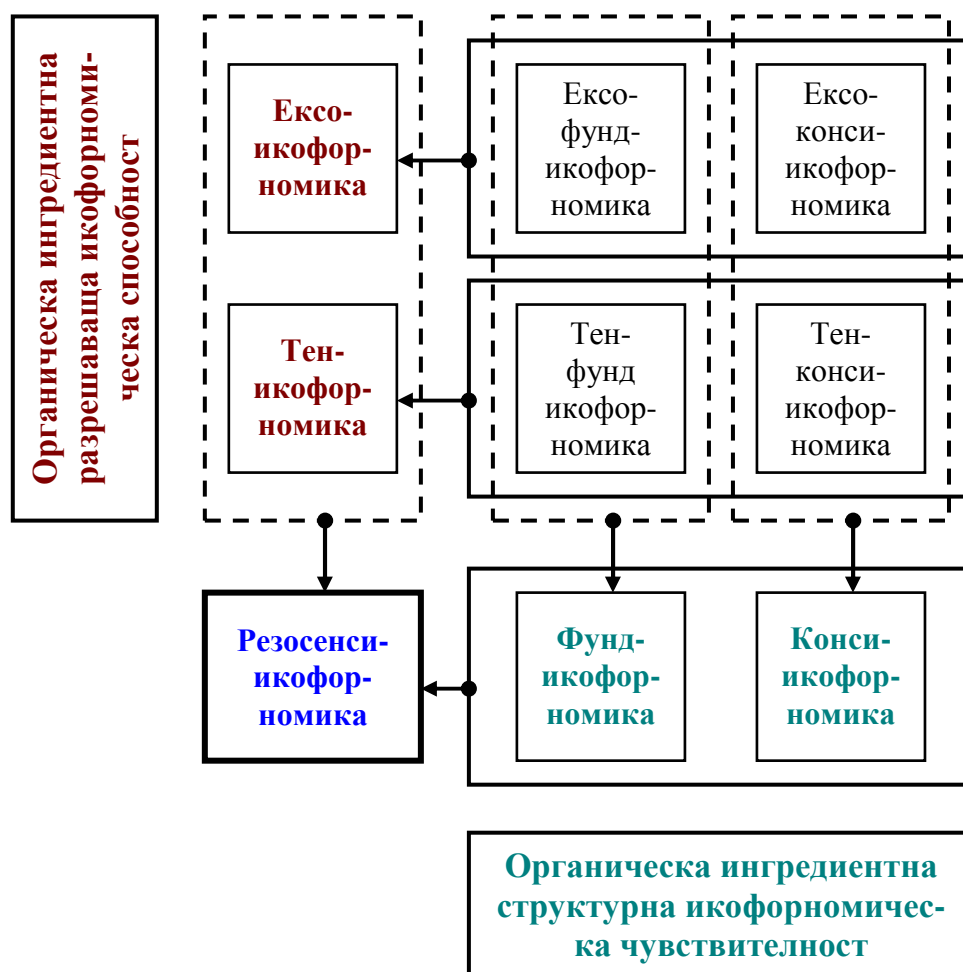 Органическа ингредиентна
разрешаваща икофорноми-
ческа способност
Ексо-
икофор-
номика
Ексо-
фунд-
икофор-
номика
Ексо-
конси-
икофор-
номика
Тен-
икофор-
номика
Тен-
фунд
икофор-
номика
Тен-
конси-
икофор-
номика
Резосенси-
икофор-
номика
Фунд-
икофор-
номика
Конси-
икофор-
номика
Органическа ингредиентна
структурна икофорномичес-
ка чувствителност